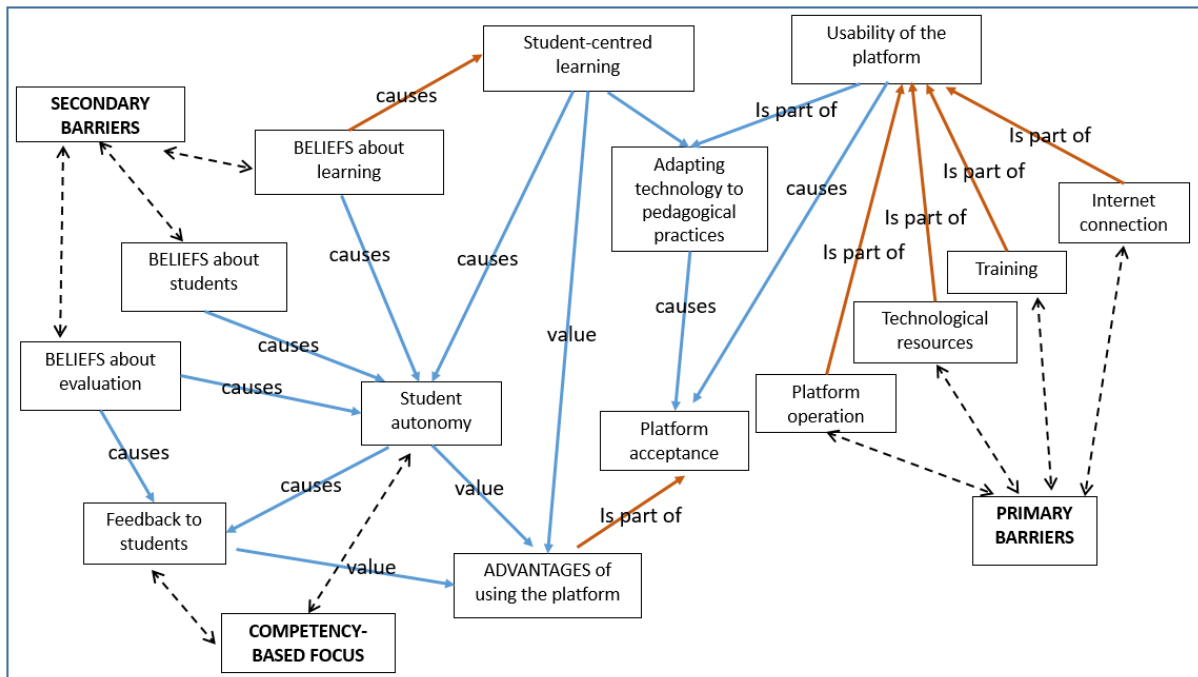 Student-centred
learning
Usability of the
platform
causes
SECONDARY
BARRIERS
Is part of
Is part of
BELIEFS about
learning
Adapting
technology to
pedagogical
practices
causes
Is part of
Internet
connection
Is part of
BELIEFS about
students
causes
causes
Is part of
Training
causes
value
Technological
resources
BELIEFS about
evaluation
causes
causes
Student
autonomy
Platform
operation
Platform
acceptance
causes
causes
value
Is part of
PRIMARY
BARRIERS
Feedback to
students
value
ADVANTAGES of
using the platform
COMPETENCY-
BASED FOCUS